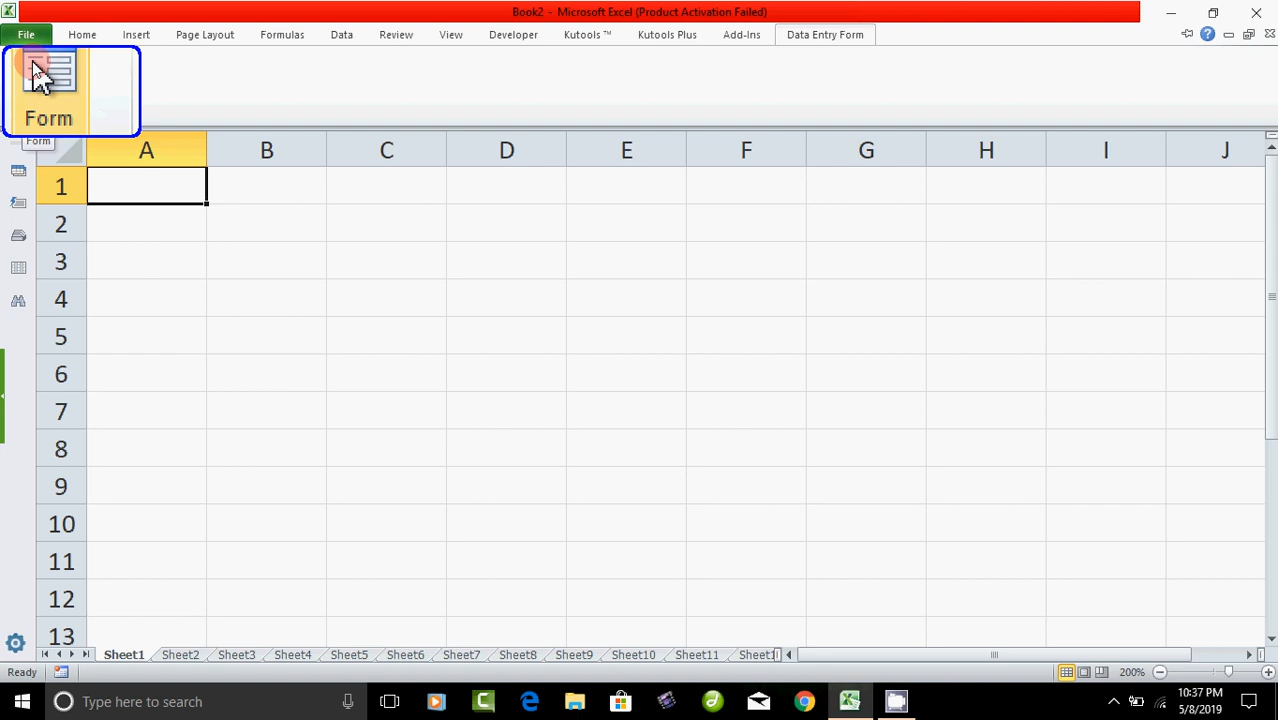 Book2 - Microsoft Excel (Product Activation Failed)
File Home Insert Page Layout Formulas Data Review View Developer Kutools ™ Kutools Plus Add-Ins Data Entry Form
Form
Form
A B C D E F G H I J
1
2
3
4
5
6
7
8
9
10
11
12
13
Sheet1 Sheet2 Sheet3 Sheet4 Sheet5 Sheet6 Sheet7 Sheet8 Sheet9 Sheet10 Sheet11 Sheet1
Ready 200%
Type here to search
10:37 PM
5/8/2019